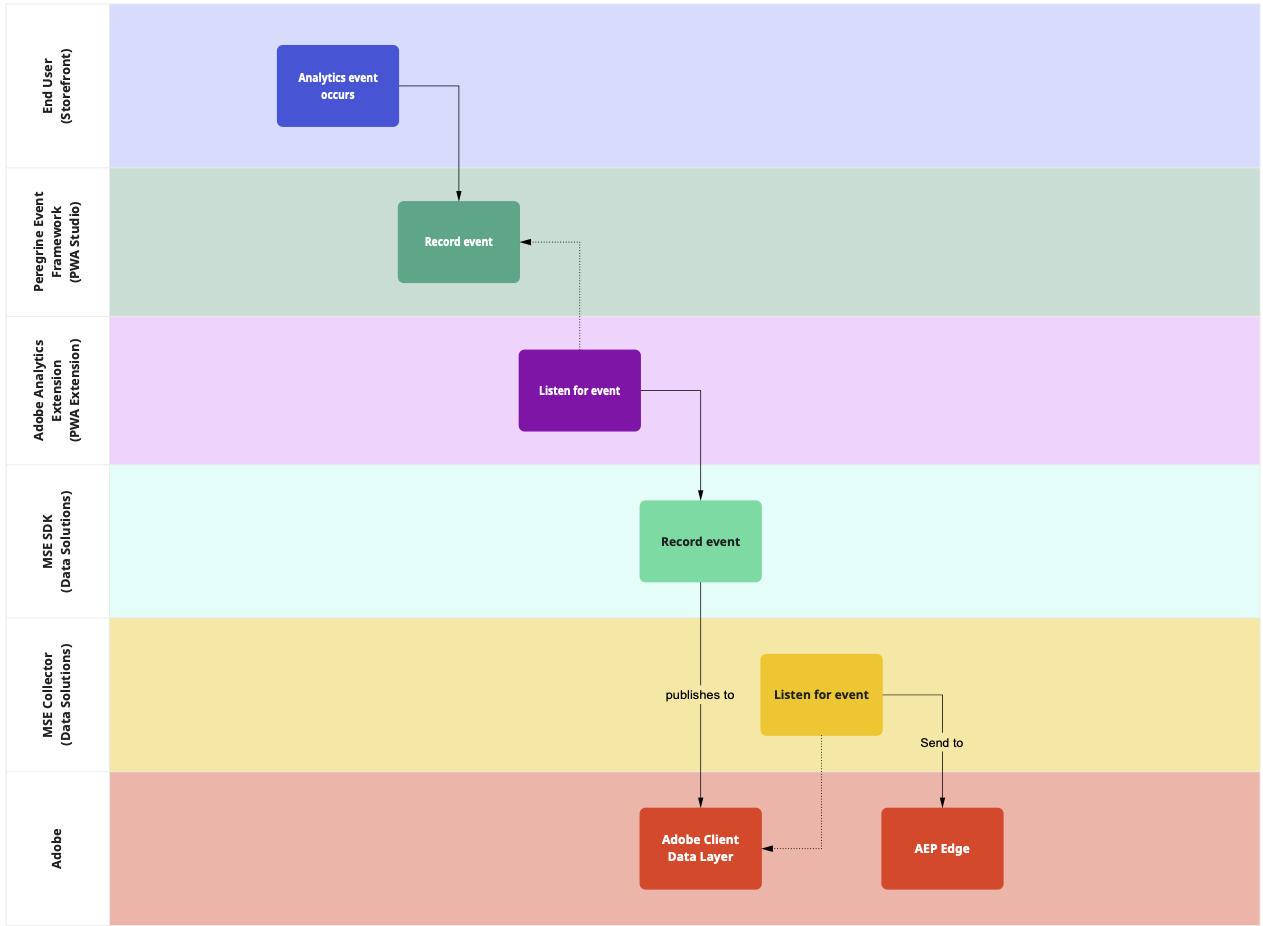 End User
(Storefront)
Analytics event
occurs
Peregrine Event
Framework
(PWA Studio)
Record event
Adobe Analytics
Extension
(PWA Extension)
Listen for event
MSE SDK
(Data Solutions)
Record event
MSE Collector
(Data Solutions)
publishes to
Listen for event
Send to
Adobe
Adobe Client
Data Layer
AEP Edge